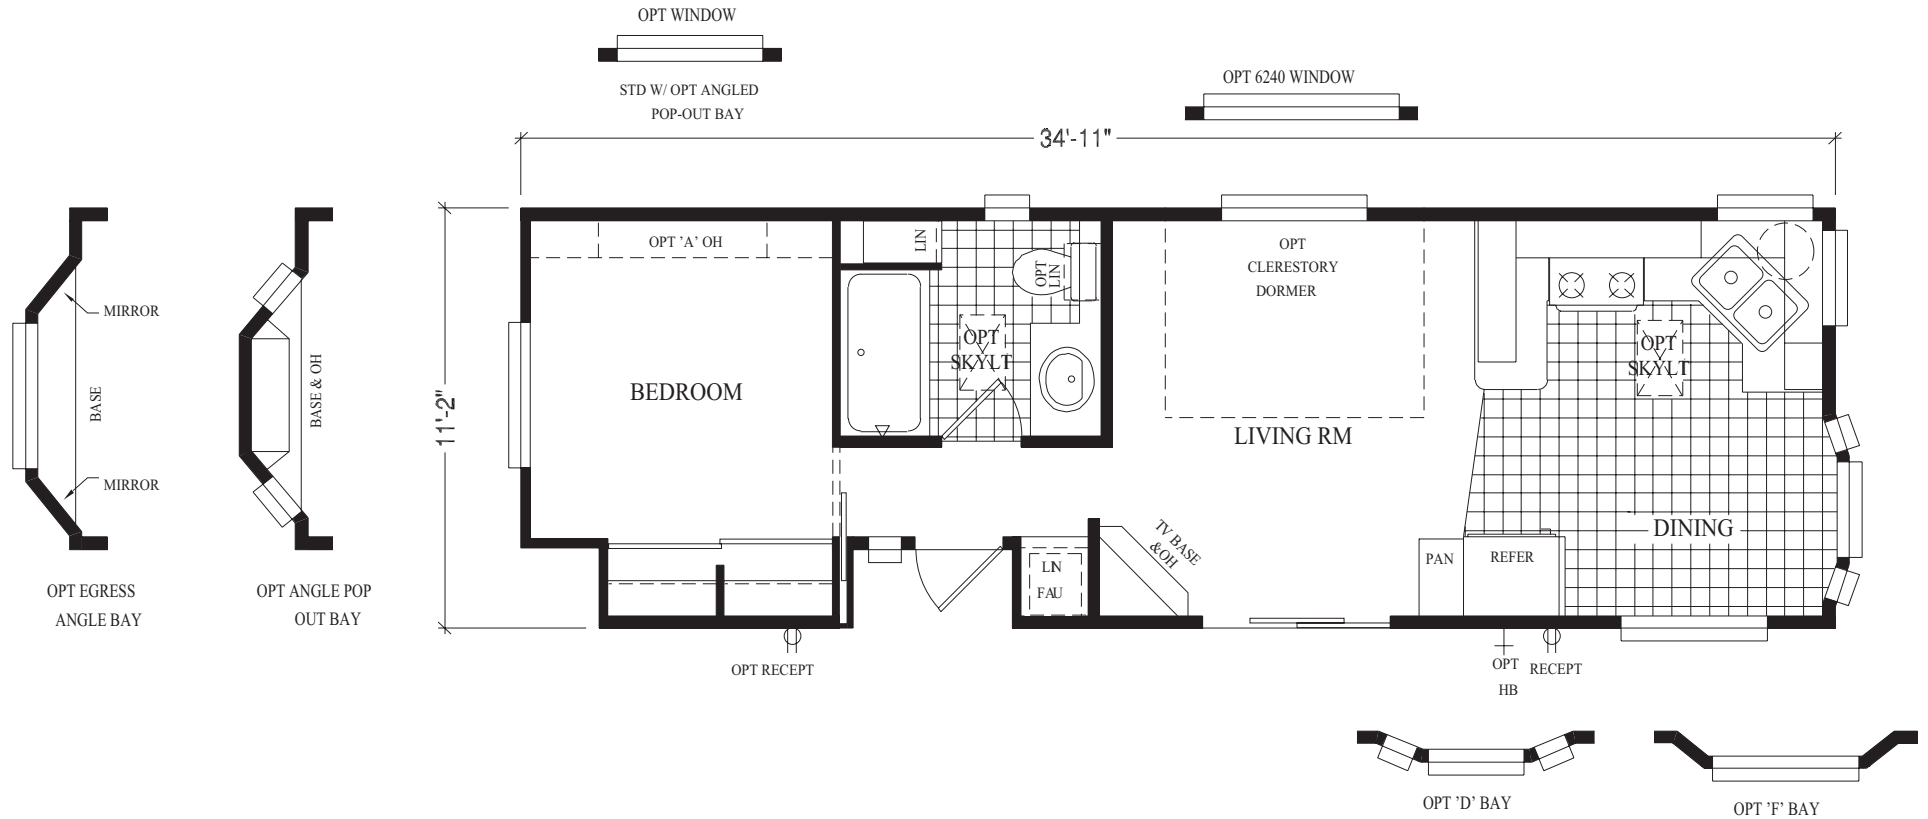 OPT WINDOW
STD W/ OPT ANGLED
POP-OUT BAY
OPT 6240 WINDOW
34'-11"
11'-2"
MIRROR
BASE
MIRROR
OPT EGRESS
ANGLE BAY
BASE & OH
OPT ANGLE POP
OUT BAY
OPT 'A' OH
BEDROOM
LIN
OPT
LIN
OPT
SKYLT
OPT
CLERESTORY
DORMER
LIVING RM
OPT
SKYLT
DINING
TV BASE
&OH
LIN
FAU
PAN
REFER
OPT RECEPT
OPT
HB
RECEPT
OPT 'D' BAY
OPT 'F' BAY